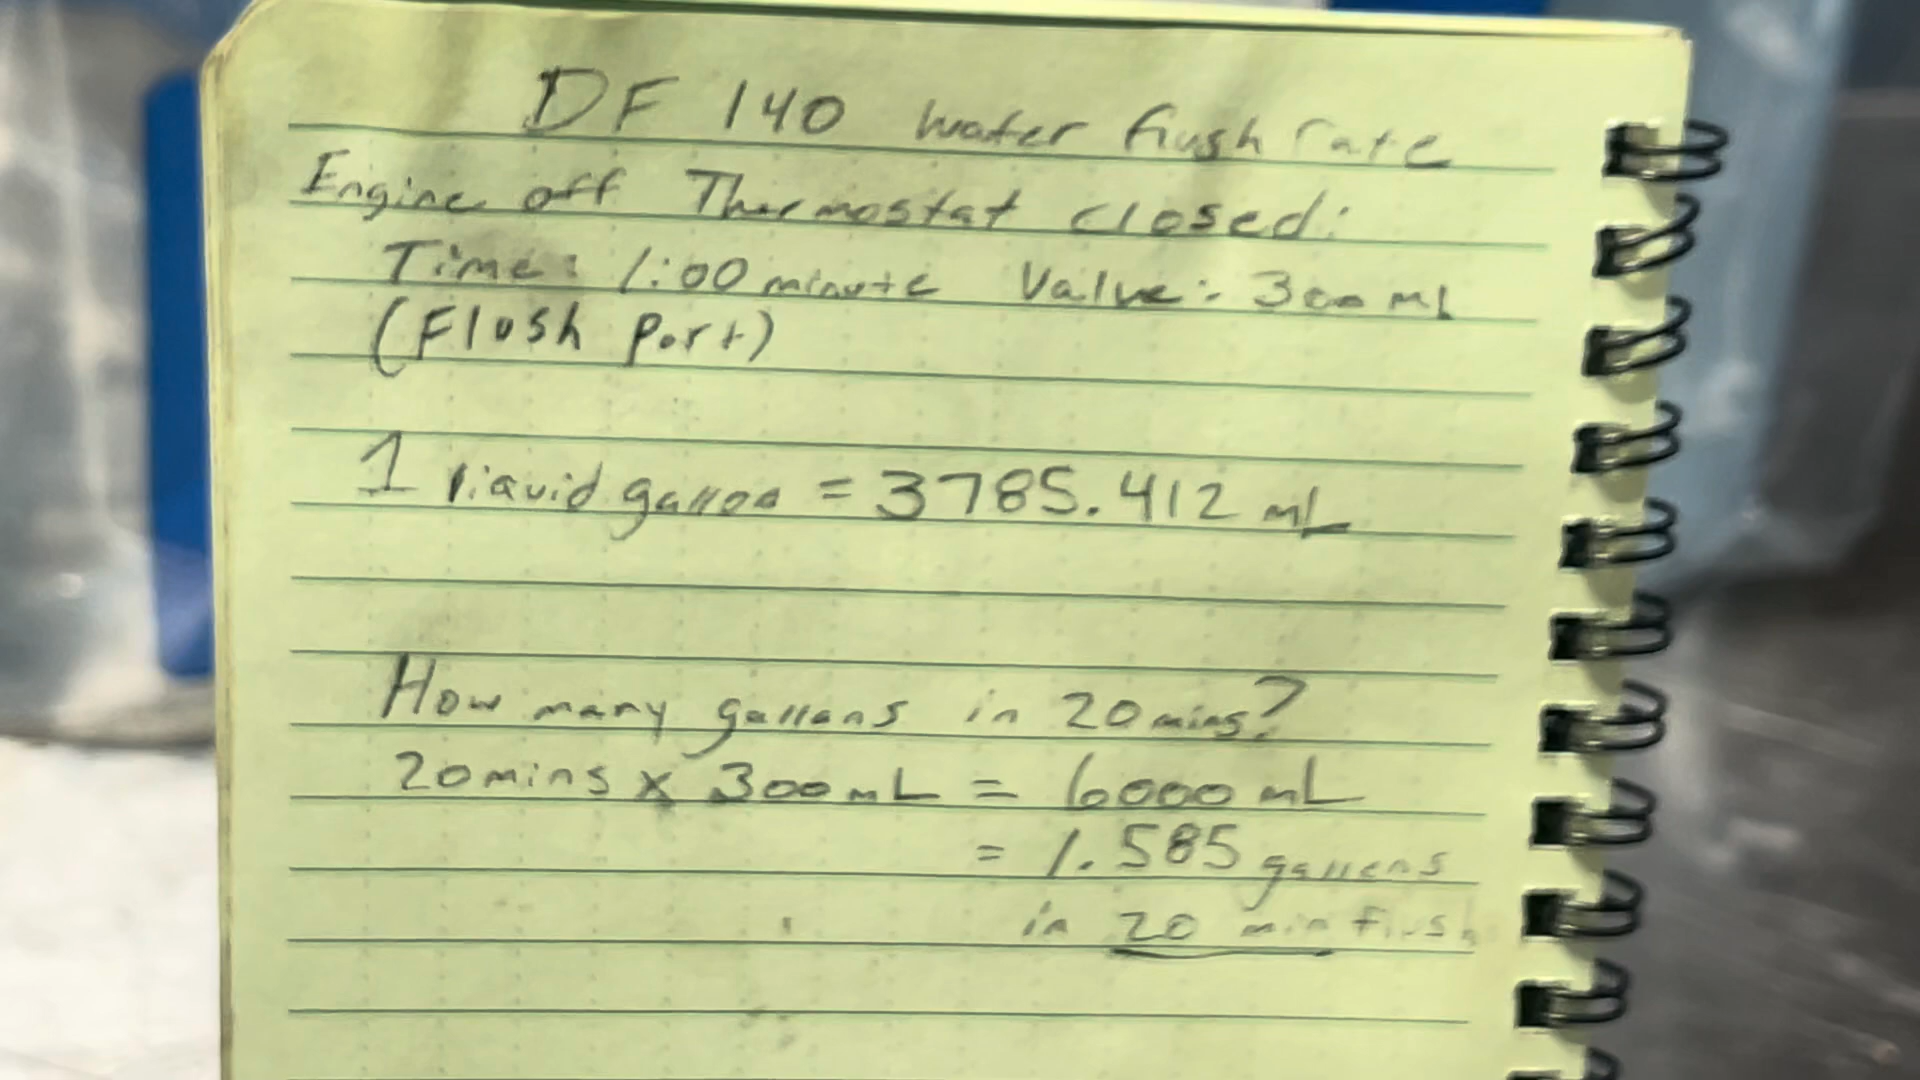 DF 140 water flush rate
Engine off Thermostat closed:
Time: 1:00 minute Value: 300 mL
(Flush port)
1 liquid gallon = 3785.412 mL
How many gallons in 20 mins?
20 mins x 300 mL = 6000 mL
= 1.585 gallons
in 20 min flush